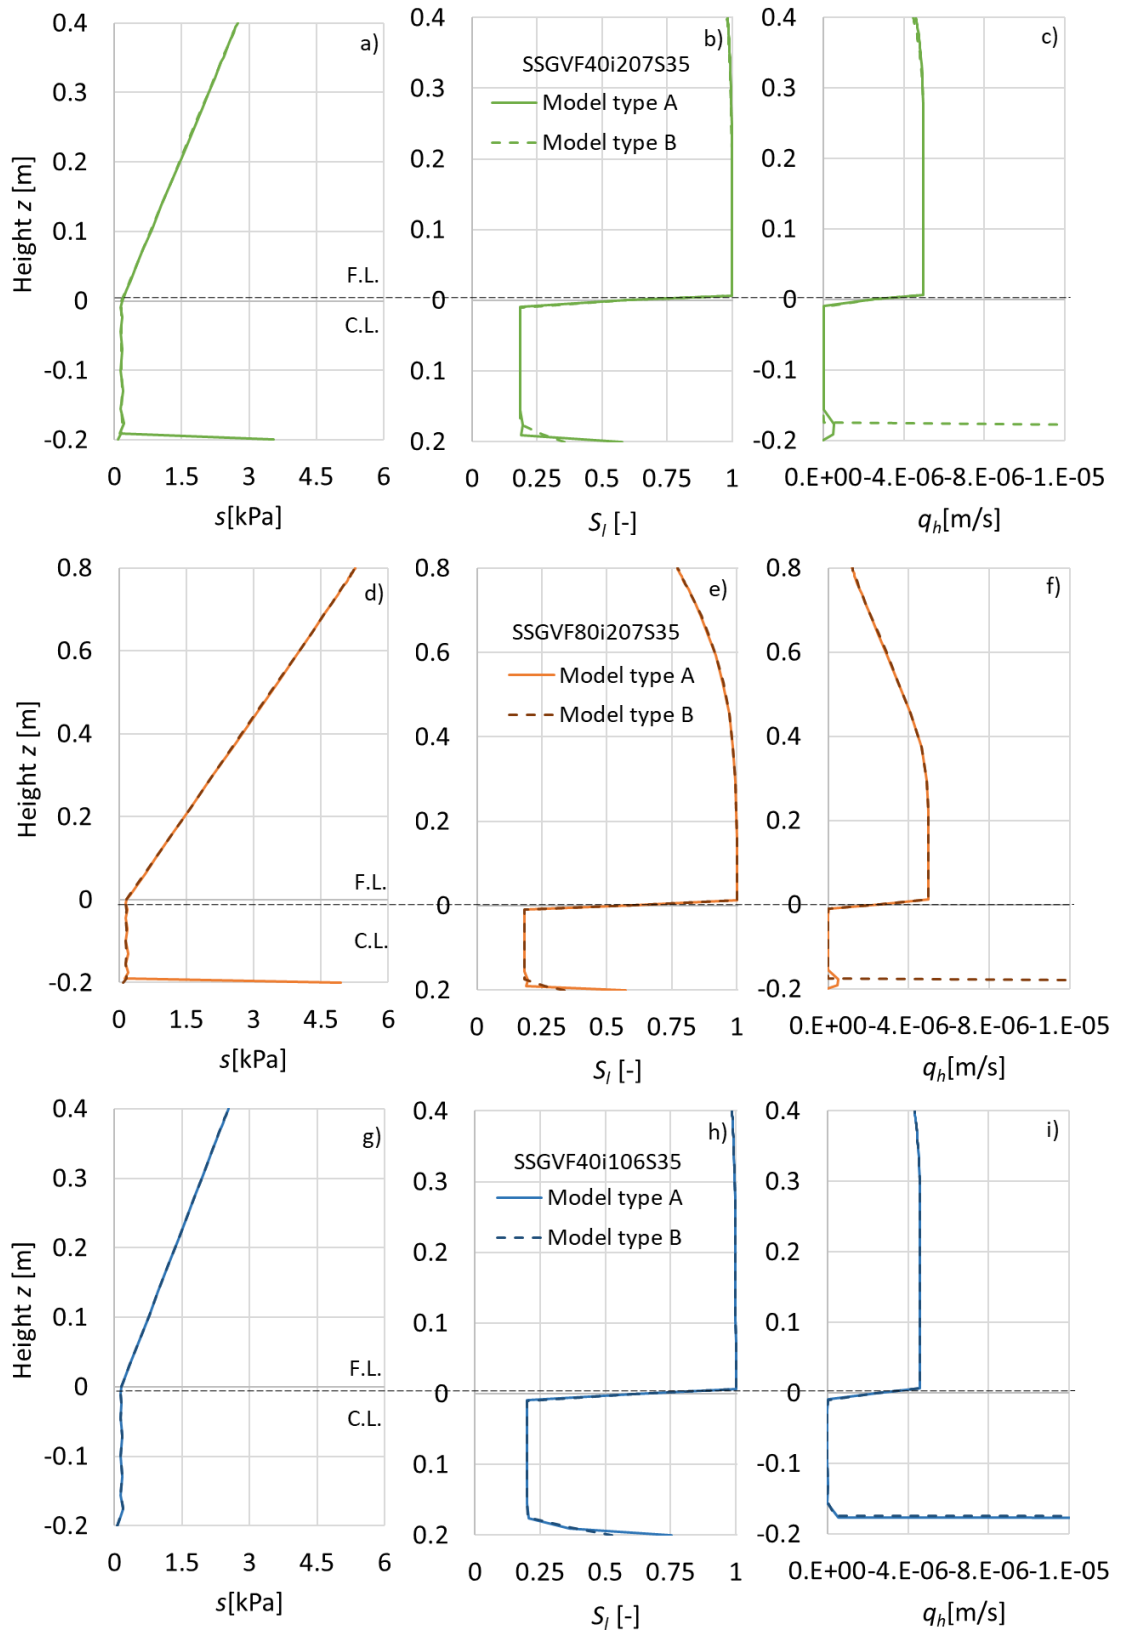 0.4
0.3
0.2
0.1
0
-0.1
-0.2
Height z [m]
a)
F.L.
C.L.
0 1.5 3 4.5 6
s[kPa]
0.4
0.3
0.2
0.1
0
0.1
0.2
b)
SSGVF40i207S35
Model type A
Model type B
0 0.25 0.5 0.75 1
Sl [-]
0.4
0.3
0.2
0.1
0
-0.1
-0.2
c)
0.E+00-4.E-06-8.E-06-1.E-05
qh[m/s]
0.8
0.6
0.4
0.2
0
-0.2
Height z [m]
d)
F.L.
C.L.
0 1.5 3 4.5 6
s[kPa]
0.8
0.6
0.4
0.2
0
0.2
e)
SSGVF80i207S35
Model type A
Model type B
0 0.25 0.5 0.75 1
Sl [-]
0.8
0.6
0.4
0.2
0
-0.2
f)
0.E+00-4.E-06-8.E-06-1.E-05
qh[m/s]
0.4
0.3
0.2
0.1
0
-0.1
-0.2
Height z [m]
g)
F.L.
C.L.
0 1.5 3 4.5 6
s[kPa]
0.4
0.3
0.2
0.1
0
0.1
0.2
h)
SSGVF40i106S35
Model type A
Model type B
0 0.25 0.5 0.75 1
Sl [-]
0.4
0.3
0.2
0.1
0
-0.1
-0.2
i)
0.E+00-4.E-06-8.E-06-1.E-05
qh[m/s]